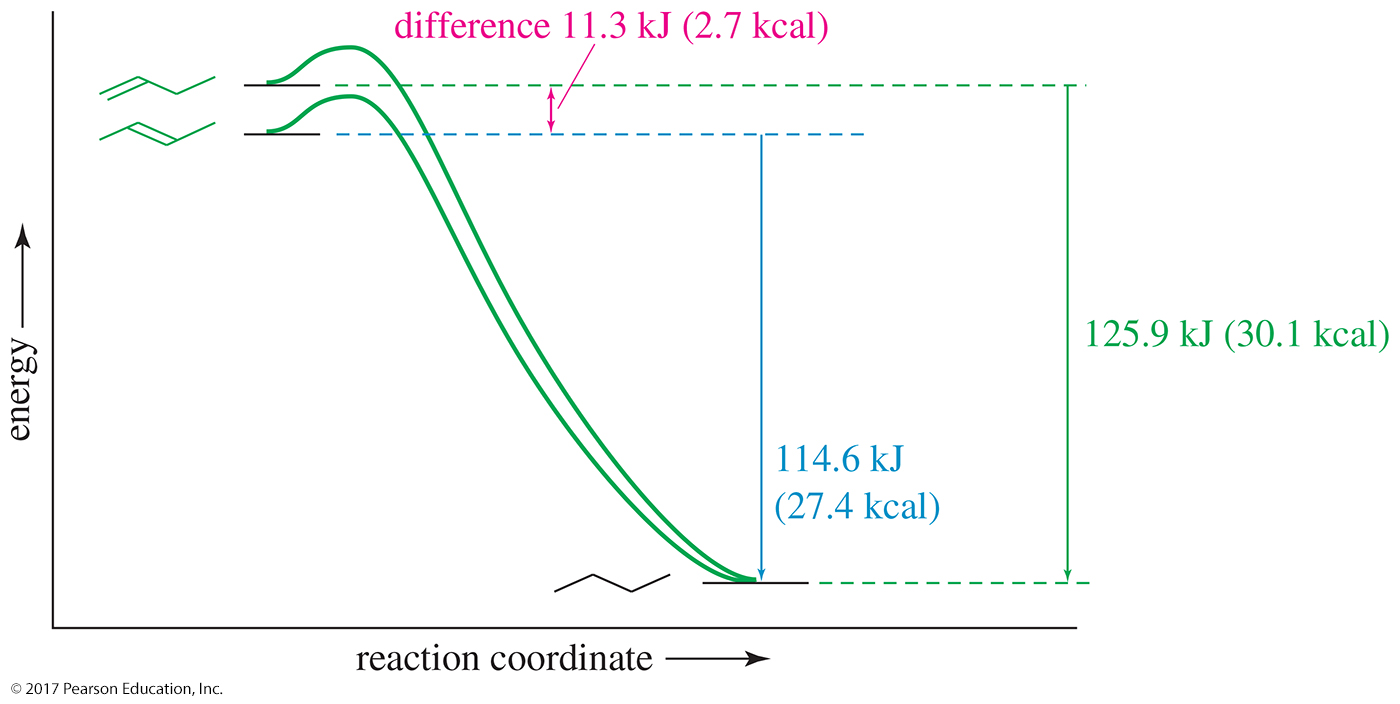 difference 11.3 kJ (2.7 kcal)
125.9 kJ (30.1 kcal)
114.6 kJ
(27.4 kcal)
energy
reaction coordinate
© 2017 Pearson Education, Inc.